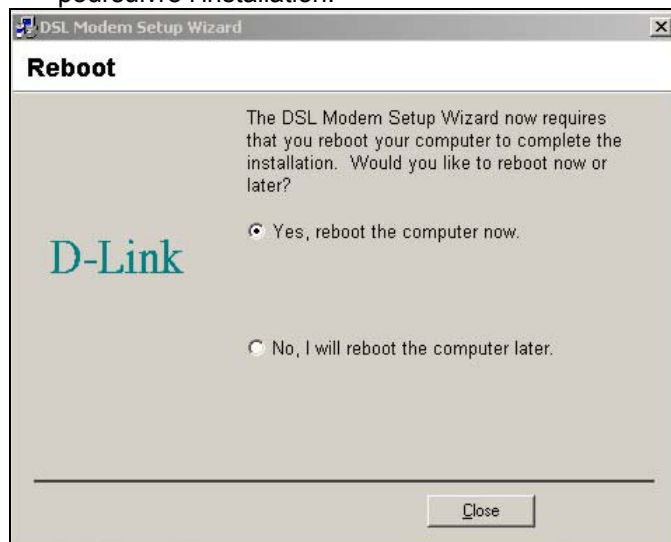 poursuivre l'installation.
DSL Modem Setup Wizard
Reboot
The DSL Modem Setup Wizard now requires
that you reboot your computer to complete the
installation. Would you like to reboot now or
later?
Yes, reboot the computer now.
D-Link
No, I will reboot the computer later.
Close